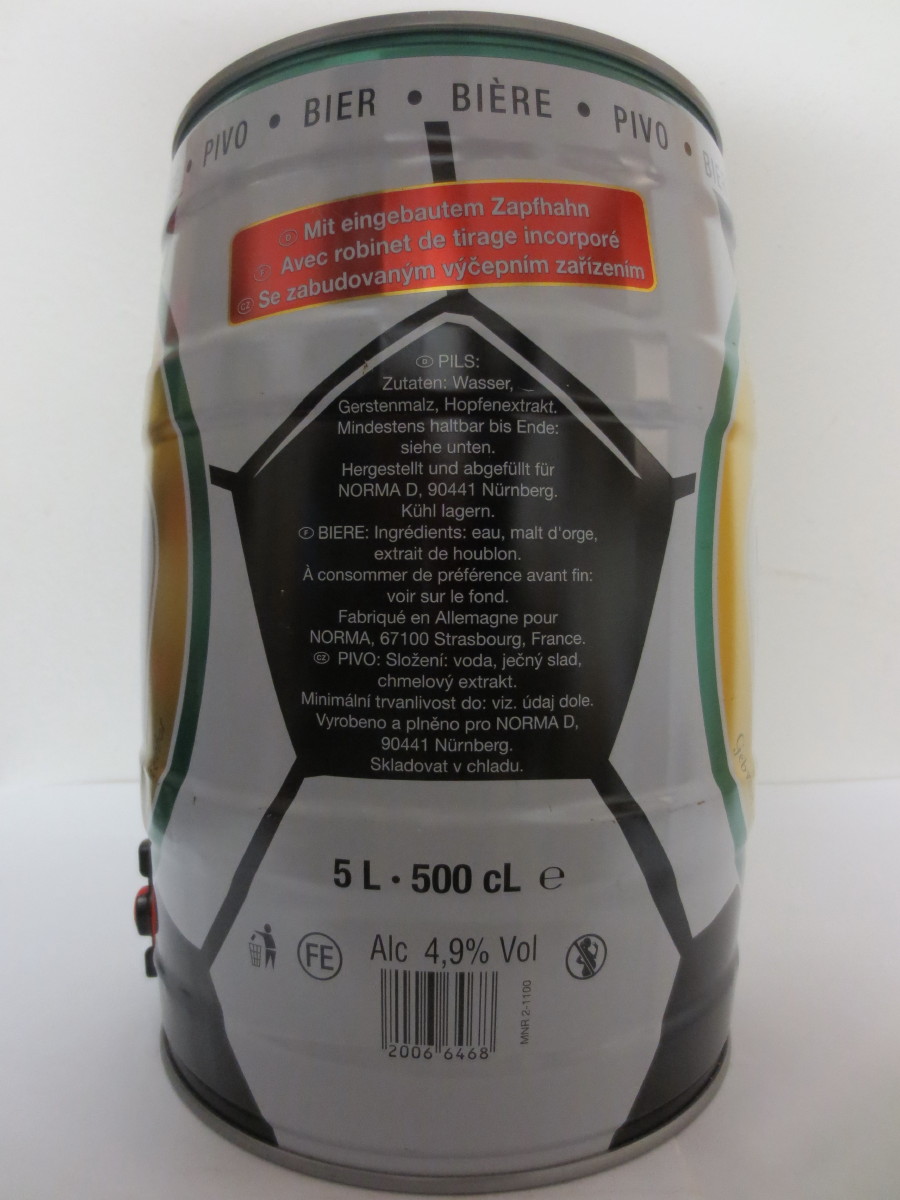 PIVO • BIER • BIÈRE • PIVO •
D Mit eingebautem Zapfhahn
F Avec robinet de tirage incorporé
CZ Se zabudovaným výčepním zařízením
D PILS:
Zutaten: Wasser,
Gerstenmalz, Hopfenextrakt.
Mindestens haltbar bis Ende:
siehe unten.
Hergestellt und abgefüllt für
NORMA D, 90441 Nürnberg.
Kühl lagern.
F BIERE: Ingrédients: eau, malt d'orge,
extrait de houblon.
À consommer de préférence avant fin:
voir sur le fond.
Fabriqué en Allemagne pour
NORMA, 67100 Strasbourg, France.
CZ PIVO: Složení: voda, ječný slad,
chmelový extrakt.
Minimální trvanlivost do: viz. údaj dole.
Vyrobeno a plněno pro NORMA D,
90441 Nürnberg.
Skladovat v chladu.
5 L • 500 cL ℮
FE
Alc 4,9% Vol
MNR 2-1100
2006 6468